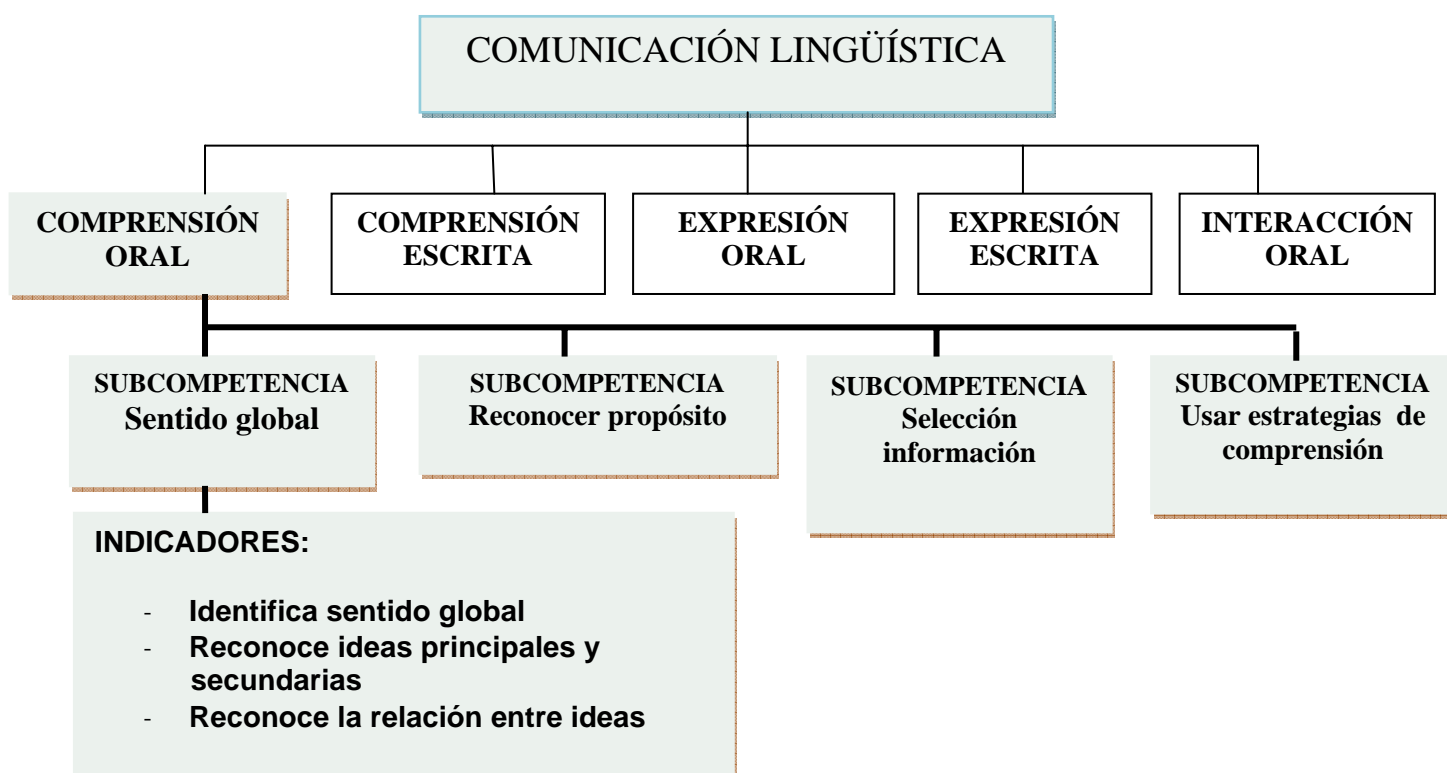 COMUNICACIÓN LINGÜÍSTICA
COMPRENSIÓN
ORAL
COMPRENSIÓN
ESCRITA
EXPRESIÓN
ORAL
EXPRESIÓN
ESCRITA
INTERACCIÓN
ORAL
SUBCOMPETENCIA
Sentido global
SUBCOMPETENCIA
Reconocer propósito
SUBCOMPETENCIA
Selección
información
SUBCOMPETENCIA
Usar estrategias de
comprensión
INDICADORES:
- Identifica sentido global
- Reconoce ideas principales y
secundarias
- Reconoce la relación entre ideas